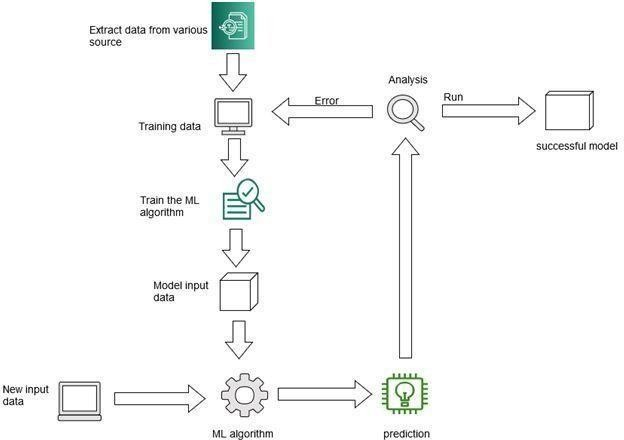 Extract data from various
source
Analysis
Error
Run
Training data
successful model
Train the ML
algorithm
Model input
data
New input
data
ML algorithm
prediction